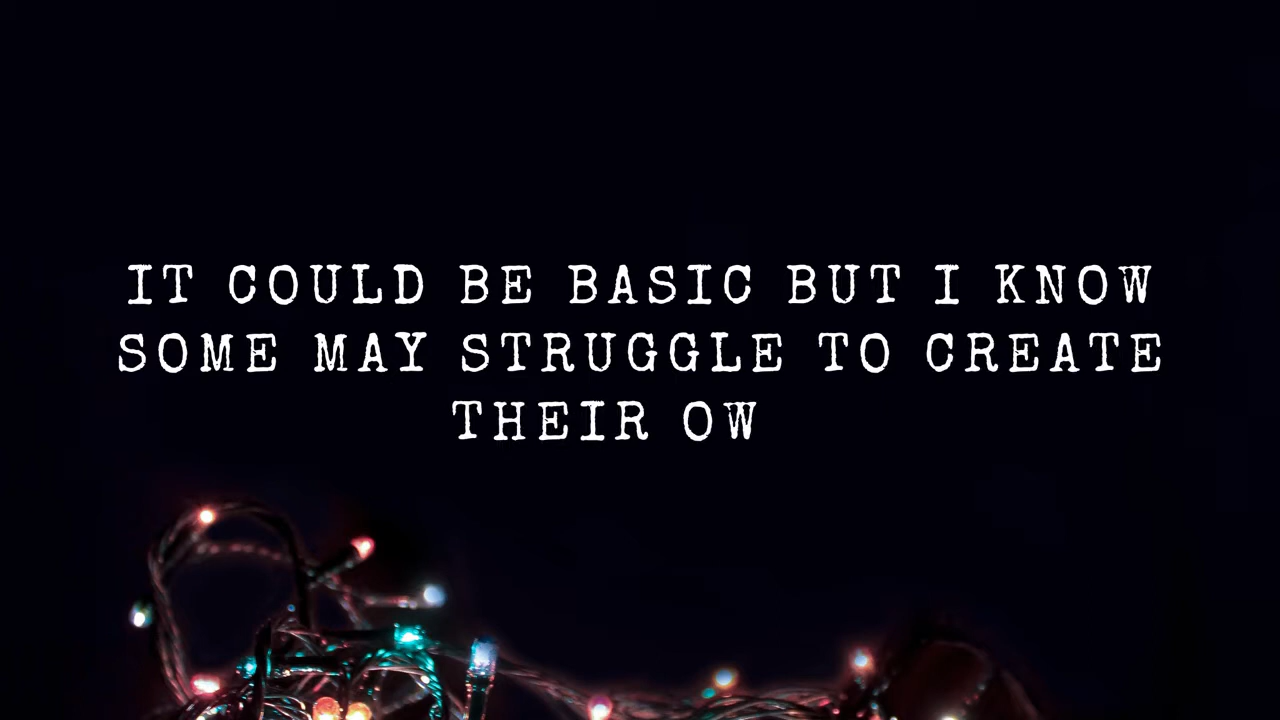 IT COULD BE BASIC BUT I KNOW
SOME MAY STRUGGLE TO CREATE
THEIR OW